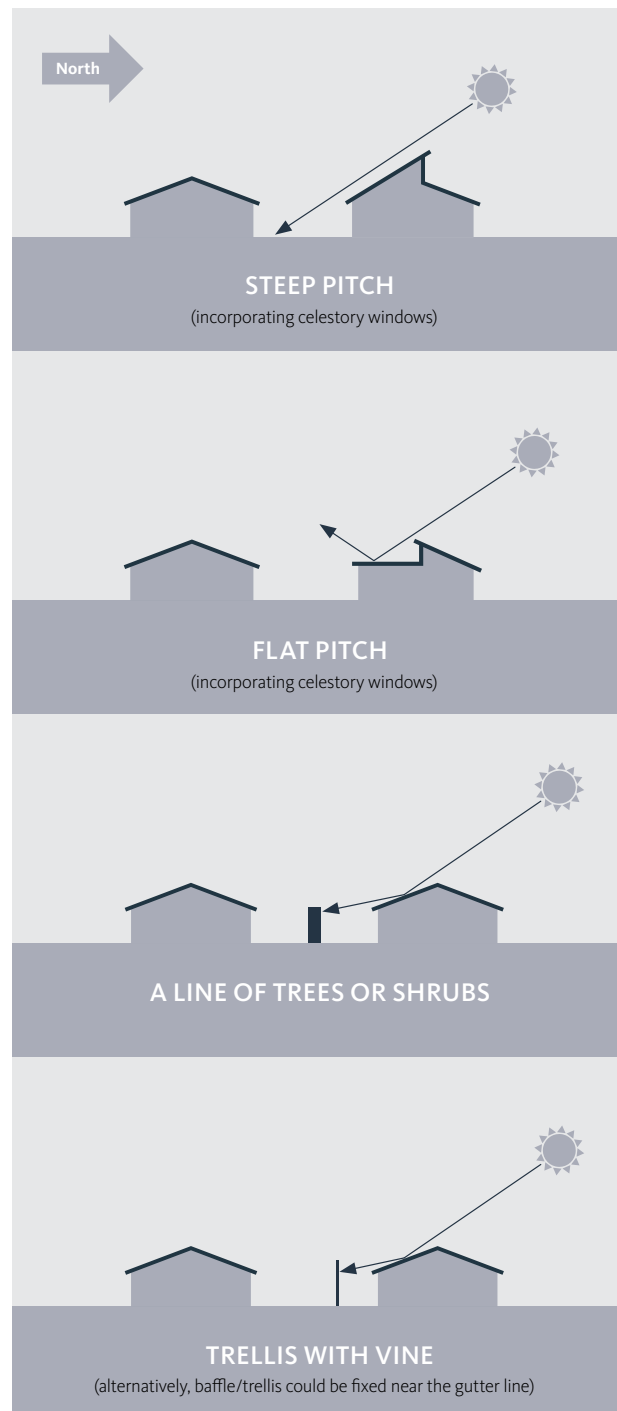 North
STEEP PITCH
(incorporating celestory windows)
FLAT PITCH
(incorporating celestory windows)
A LINE OF TREES OR SHRUBS
TRELLIS WITH VINE
(alternatively, baffle/trellis could be fixed near the gutter line)